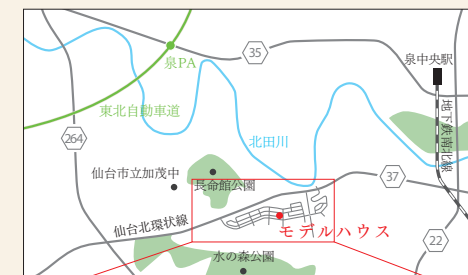 35
泉中央駅
泉PA
地下鉄南北線
東北自動車道
264
北田川
仙台市立加茂中
長命館公園
37
仙台北環状線
モデルハウス
22
水の森公園